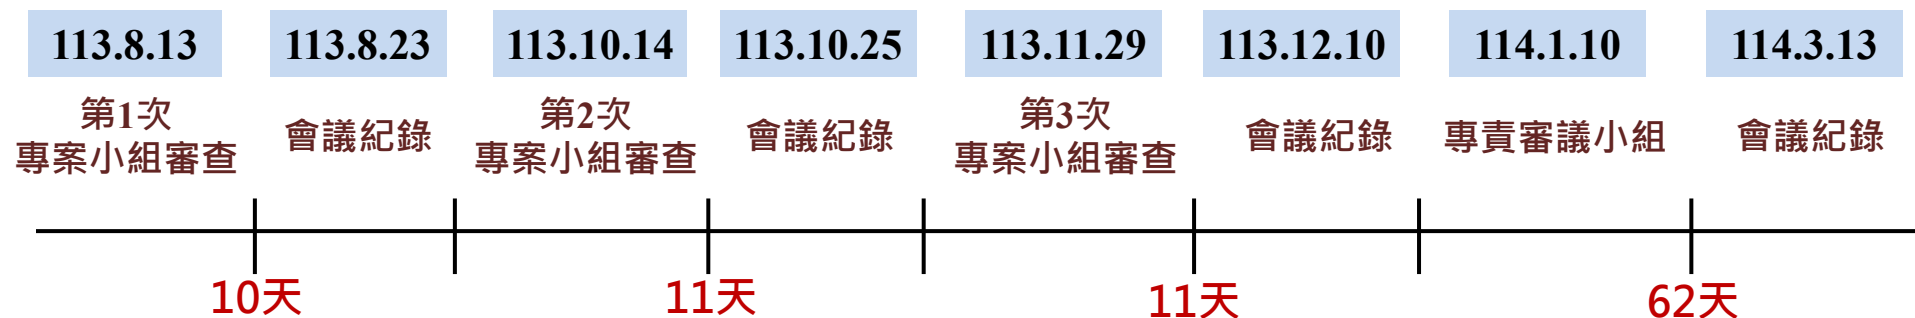 113.8.13
113.8.23
113.10.14
113.10.25
113.11.29
113.12.10
114.1.10
114.3.13
第1次
專案小組審查
會議紀錄
第2次
專案小組審查
會議紀錄
第3次
專案小組審查
會議紀錄
專責審議小組
會議紀錄
10天
11天
11天
62天